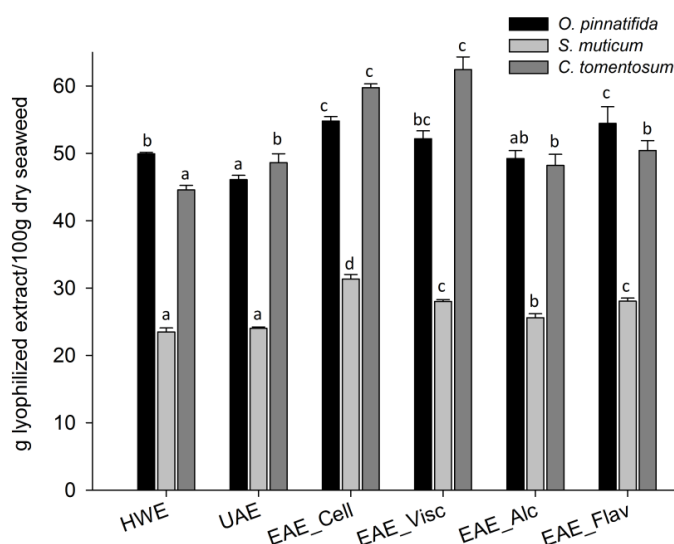 O. pinnatifida
S. muticum
C. tomentosum
g lyophilized extract/100g dry seaweed
60
50
40
30
20
10
0
b
a
a
a
a
b
c
d
c
bc
c
c
ab
b
b
c
c
b
HWE
UAE
EAE_Cell
EAE_Visc
EAE_Alc
EAE_Flav